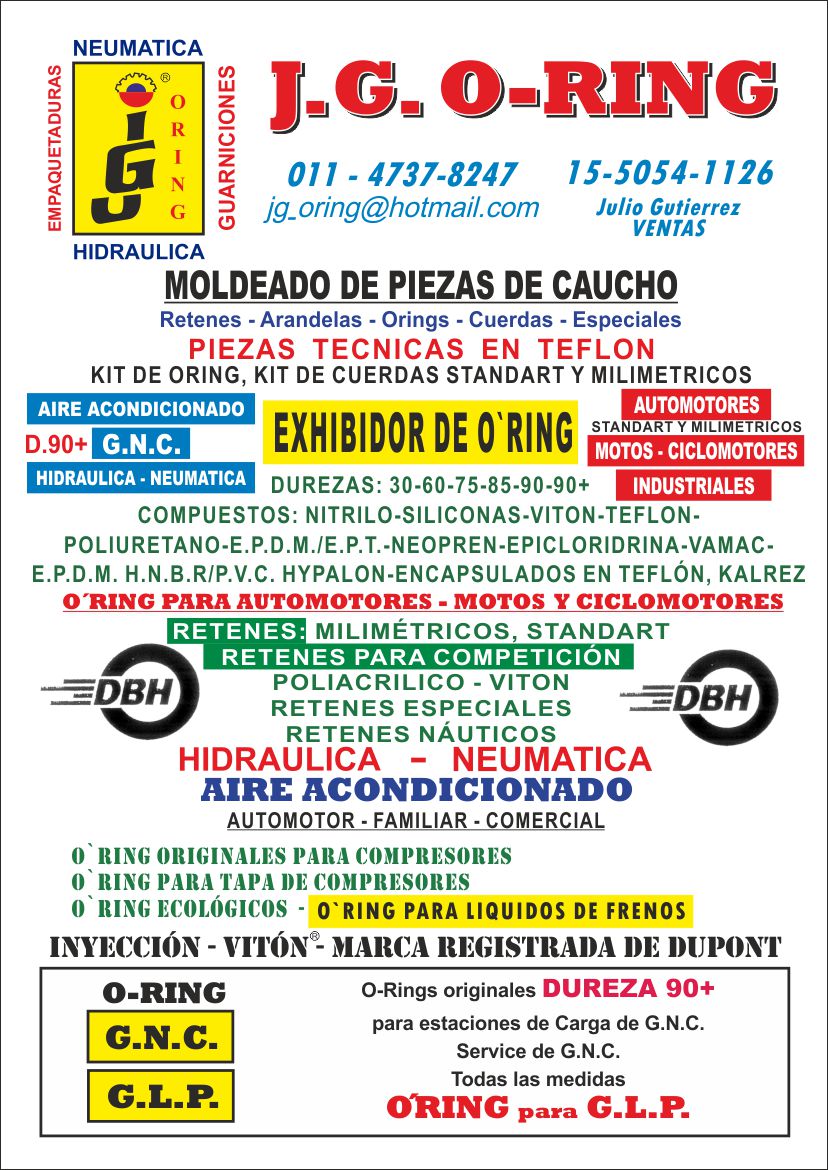 NEUMATICA
EMPAQUETADURAS
JG
ORING
®
GUARNICIONES
HIDRAULICA
J.G. O-RING
011 - 4737-8247
15-5054-1126
jg_oring@hotmail.com
Julio Gutierrez
VENTAS
MOLDEADO DE PIEZAS DE CAUCHO
Retenes - Arandelas - Orings - Cuerdas - Especiales
PIEZAS TECNICAS EN TEFLON
KIT DE ORING, KIT DE CUERDAS STANDART Y MILIMETRICOS
AIRE ACONDICIONADO
D.90+ G.N.C.
HIDRAULICA - NEUMATICA
EXHIBIDOR DE O`RING
AUTOMOTORES
STANDART Y MILIMETRICOS
MOTOS - CICLOMOTORES
INDUSTRIALES
DUREZAS: 30-60-75-85-90-90+
COMPUESTOS: NITRILO-SILICONAS-VITON-TEFLON-
POLIURETANO-E.P.D.M./E.P.T.-NEOPREN-EPICLORIDRINA-VAMAC-
E.P.D.M. H.N.B.R/P.V.C. HYPALON-ENCAPSULADOS EN TEFLÓN, KALREZ
O´RING PARA AUTOMOTORES - MOTOS Y CICLOMOTORES
RETENES: MILIMÉTRICOS, STANDART
RETENES PARA COMPETICIÓN
DBH
POLIACRILICO - VITON
RETENES ESPECIALES
RETENES NÁUTICOS
DBH
HIDRAULICA - NEUMATICA
AIRE ACONDICIONADO
AUTOMOTOR - FAMILIAR - COMERCIAL
O`RING ORIGINALES PARA COMPRESORES
O`RING PARA TAPA DE COMPRESORES
O`RING ECOLÓGICOS - O`RING PARA LIQUIDOS DE FRENOS
INYECCIÓN - VITÓN®- MARCA REGISTRADA DE DUPONT
O-RING
G.N.C.
G.L.P.
O-Rings originales DUREZA 90+
para estaciones de Carga de G.N.C.
Service de G.N.C.
Todas las medidas
O´RING para G.L.P.